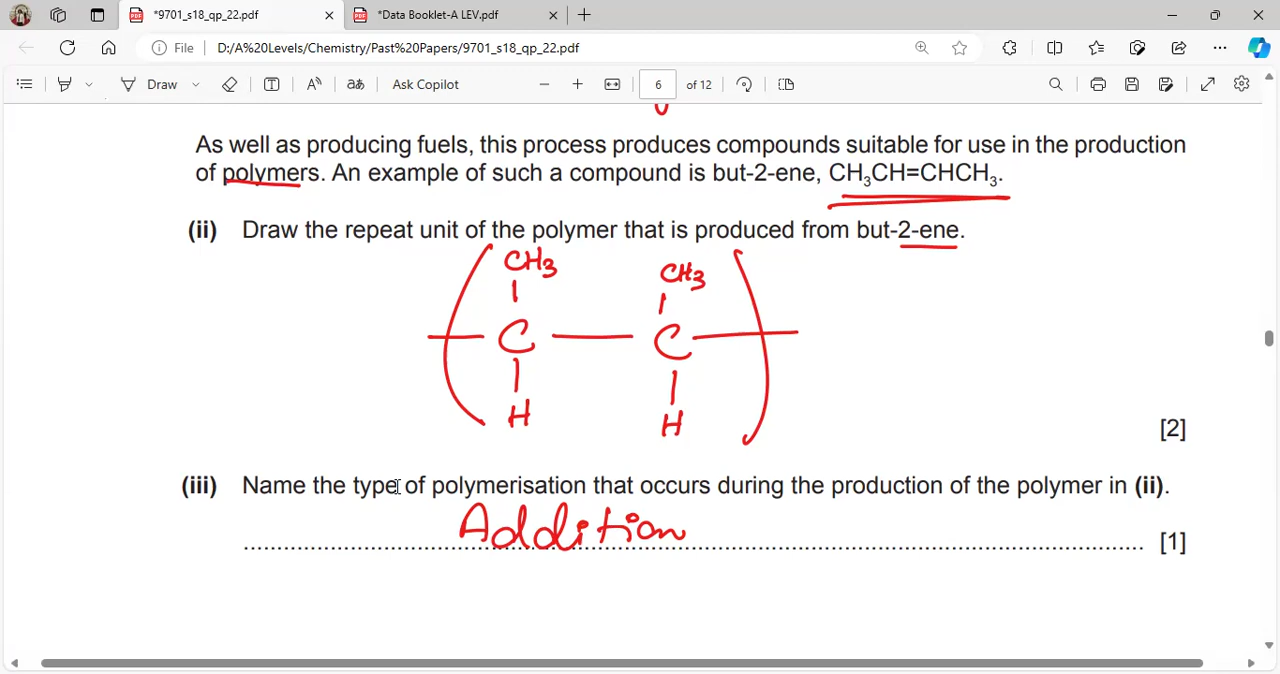 *9701_s18_qp_22.pdf
*Data Booklet-A LEV.pdf
File D:/A%20Levels/Chemistry/Past%20Papers/9701_s18_qp_22.pdf
Draw
aあ
Ask Copilot
6 of 12
As well as producing fuels, this process produces compounds suitable for use in the production
of polymers. An example of such a compound is but-2-ene, CH₃CH=CHCH₃.
(ii) Draw the repeat unit of the polymer that is produced from but-2-ene.
CH3 CH3
C C
H H
[2]
(iii) Name the type of polymerisation that occurs during the production of the polymer in (ii).
Addition
[1]